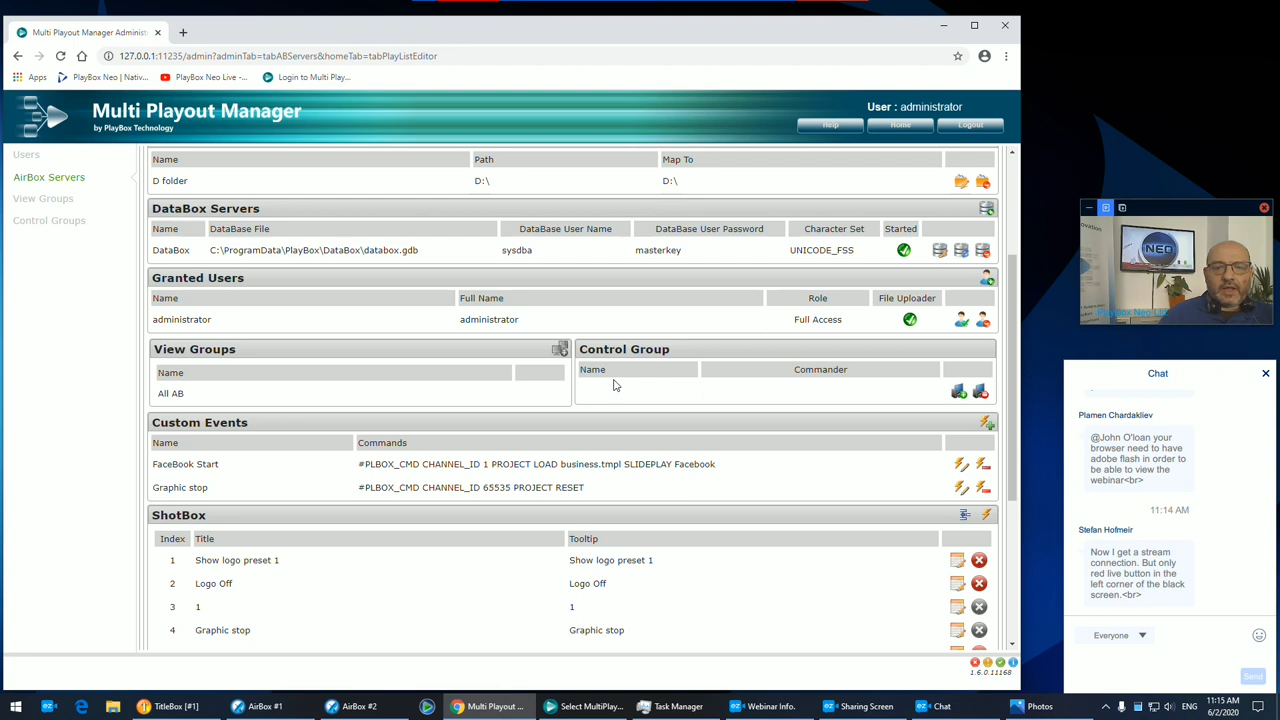 Multi Playout Manager Administ
127.0.0.1:11235/admin?adminTab=tabABServers&homeTab=tabPlayListEditor
Apps
PlayBox Neo | Nativ...
PlayBox Neo Live -...
Login to Multi Play...
Multi Playout Manager
by PlayBox Technology
User : administrator
Help
Home
Logout
Users
AirBox Servers
View Groups
Control Groups
Name Path Map To
D folder D:\ D:\
DataBox Servers
Name DataBase File DataBase User Name DataBase User Password Character Set Started
DataBox C:\ProgramData\PlayBox\DataBox\databox.gdb sysdba masterkey UNICODE_FSS
Granted Users
Name Full Name Role File Uploader
administrator administrator Full Access
View Groups
Name
All AB
Control Group
Name Commander
Custom Events
Name Commands
FaceBook Start #PLBOX_CMD CHANNEL_ID 1 PROJECT LOAD business.tmpl SLIDEPLAY Facebook
Graphic stop #PLBOX_CMD CHANNEL_ID 65535 PROJECT RESET
ShotBox
Index Title Tooltip
1 Show logo preset 1 Show logo preset 1
2 Logo Off Logo Off
3 1 1
4 Graphic stop Graphic stop
1.6.0.11168
NEO
Chat
Plamen Chardakliev
@John O'loan your
browser need to have
adobe flash in order to
be able to view the
webinar<br>
11:14 AM
Stefan Hofmeir
Now I get a stream
connection. But only
red live button in the
left corner of the black
screen.<br>
Everyone
Send
TitleBox [#1]
AirBox #1
AirBox #2
Multi Playout ...
Select MultiPlay...
Task Manager
Webinar Info.
Sharing Screen
Chat
Photos
ENG
11:15 AM
6/2/2020